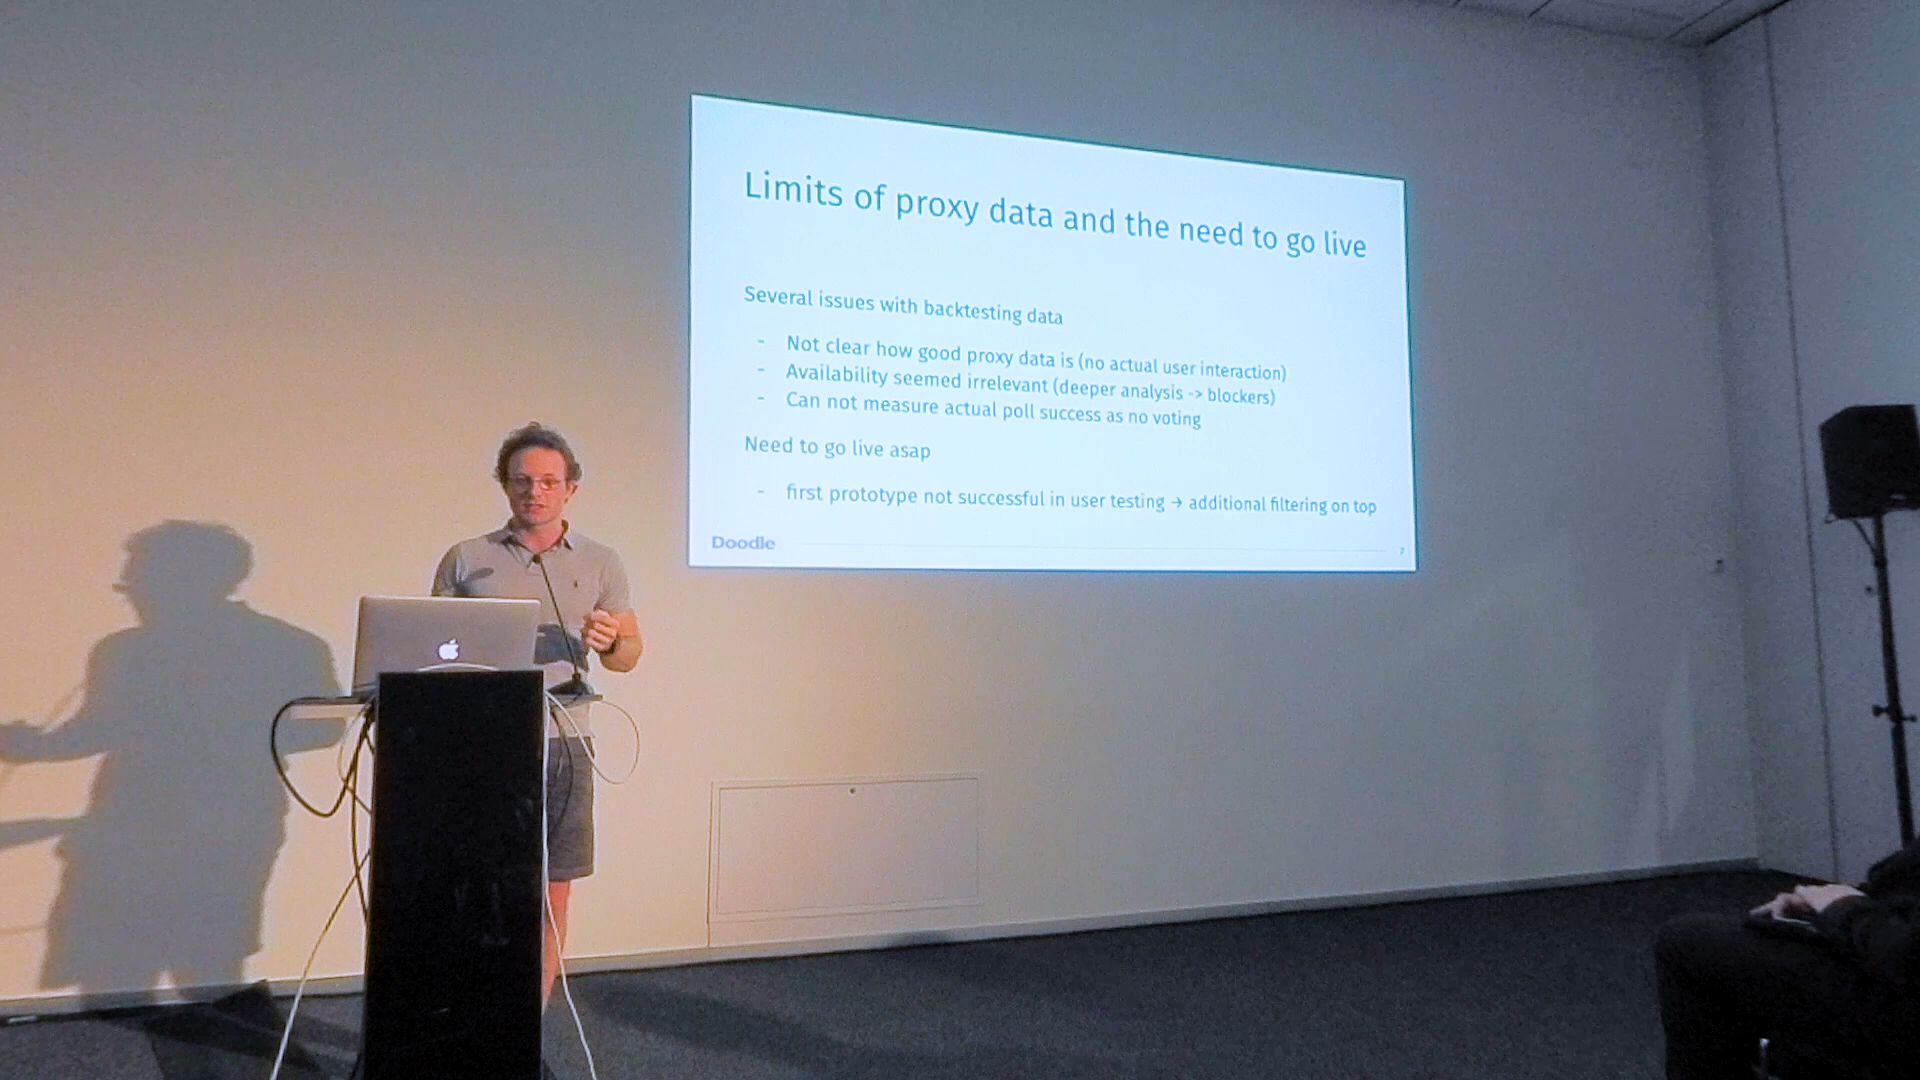 Limits of proxy data and the need to go live
Several issues with backtesting data
- Not clear how good proxy data is (no actual user interaction)
- Availability seemed irrelevant (deeper analysis -> blockers)
- Can not measure actual poll success as no voting
Need to go live asap
- first prototype not successful in user testing → additional filtering on top
Doodle
7